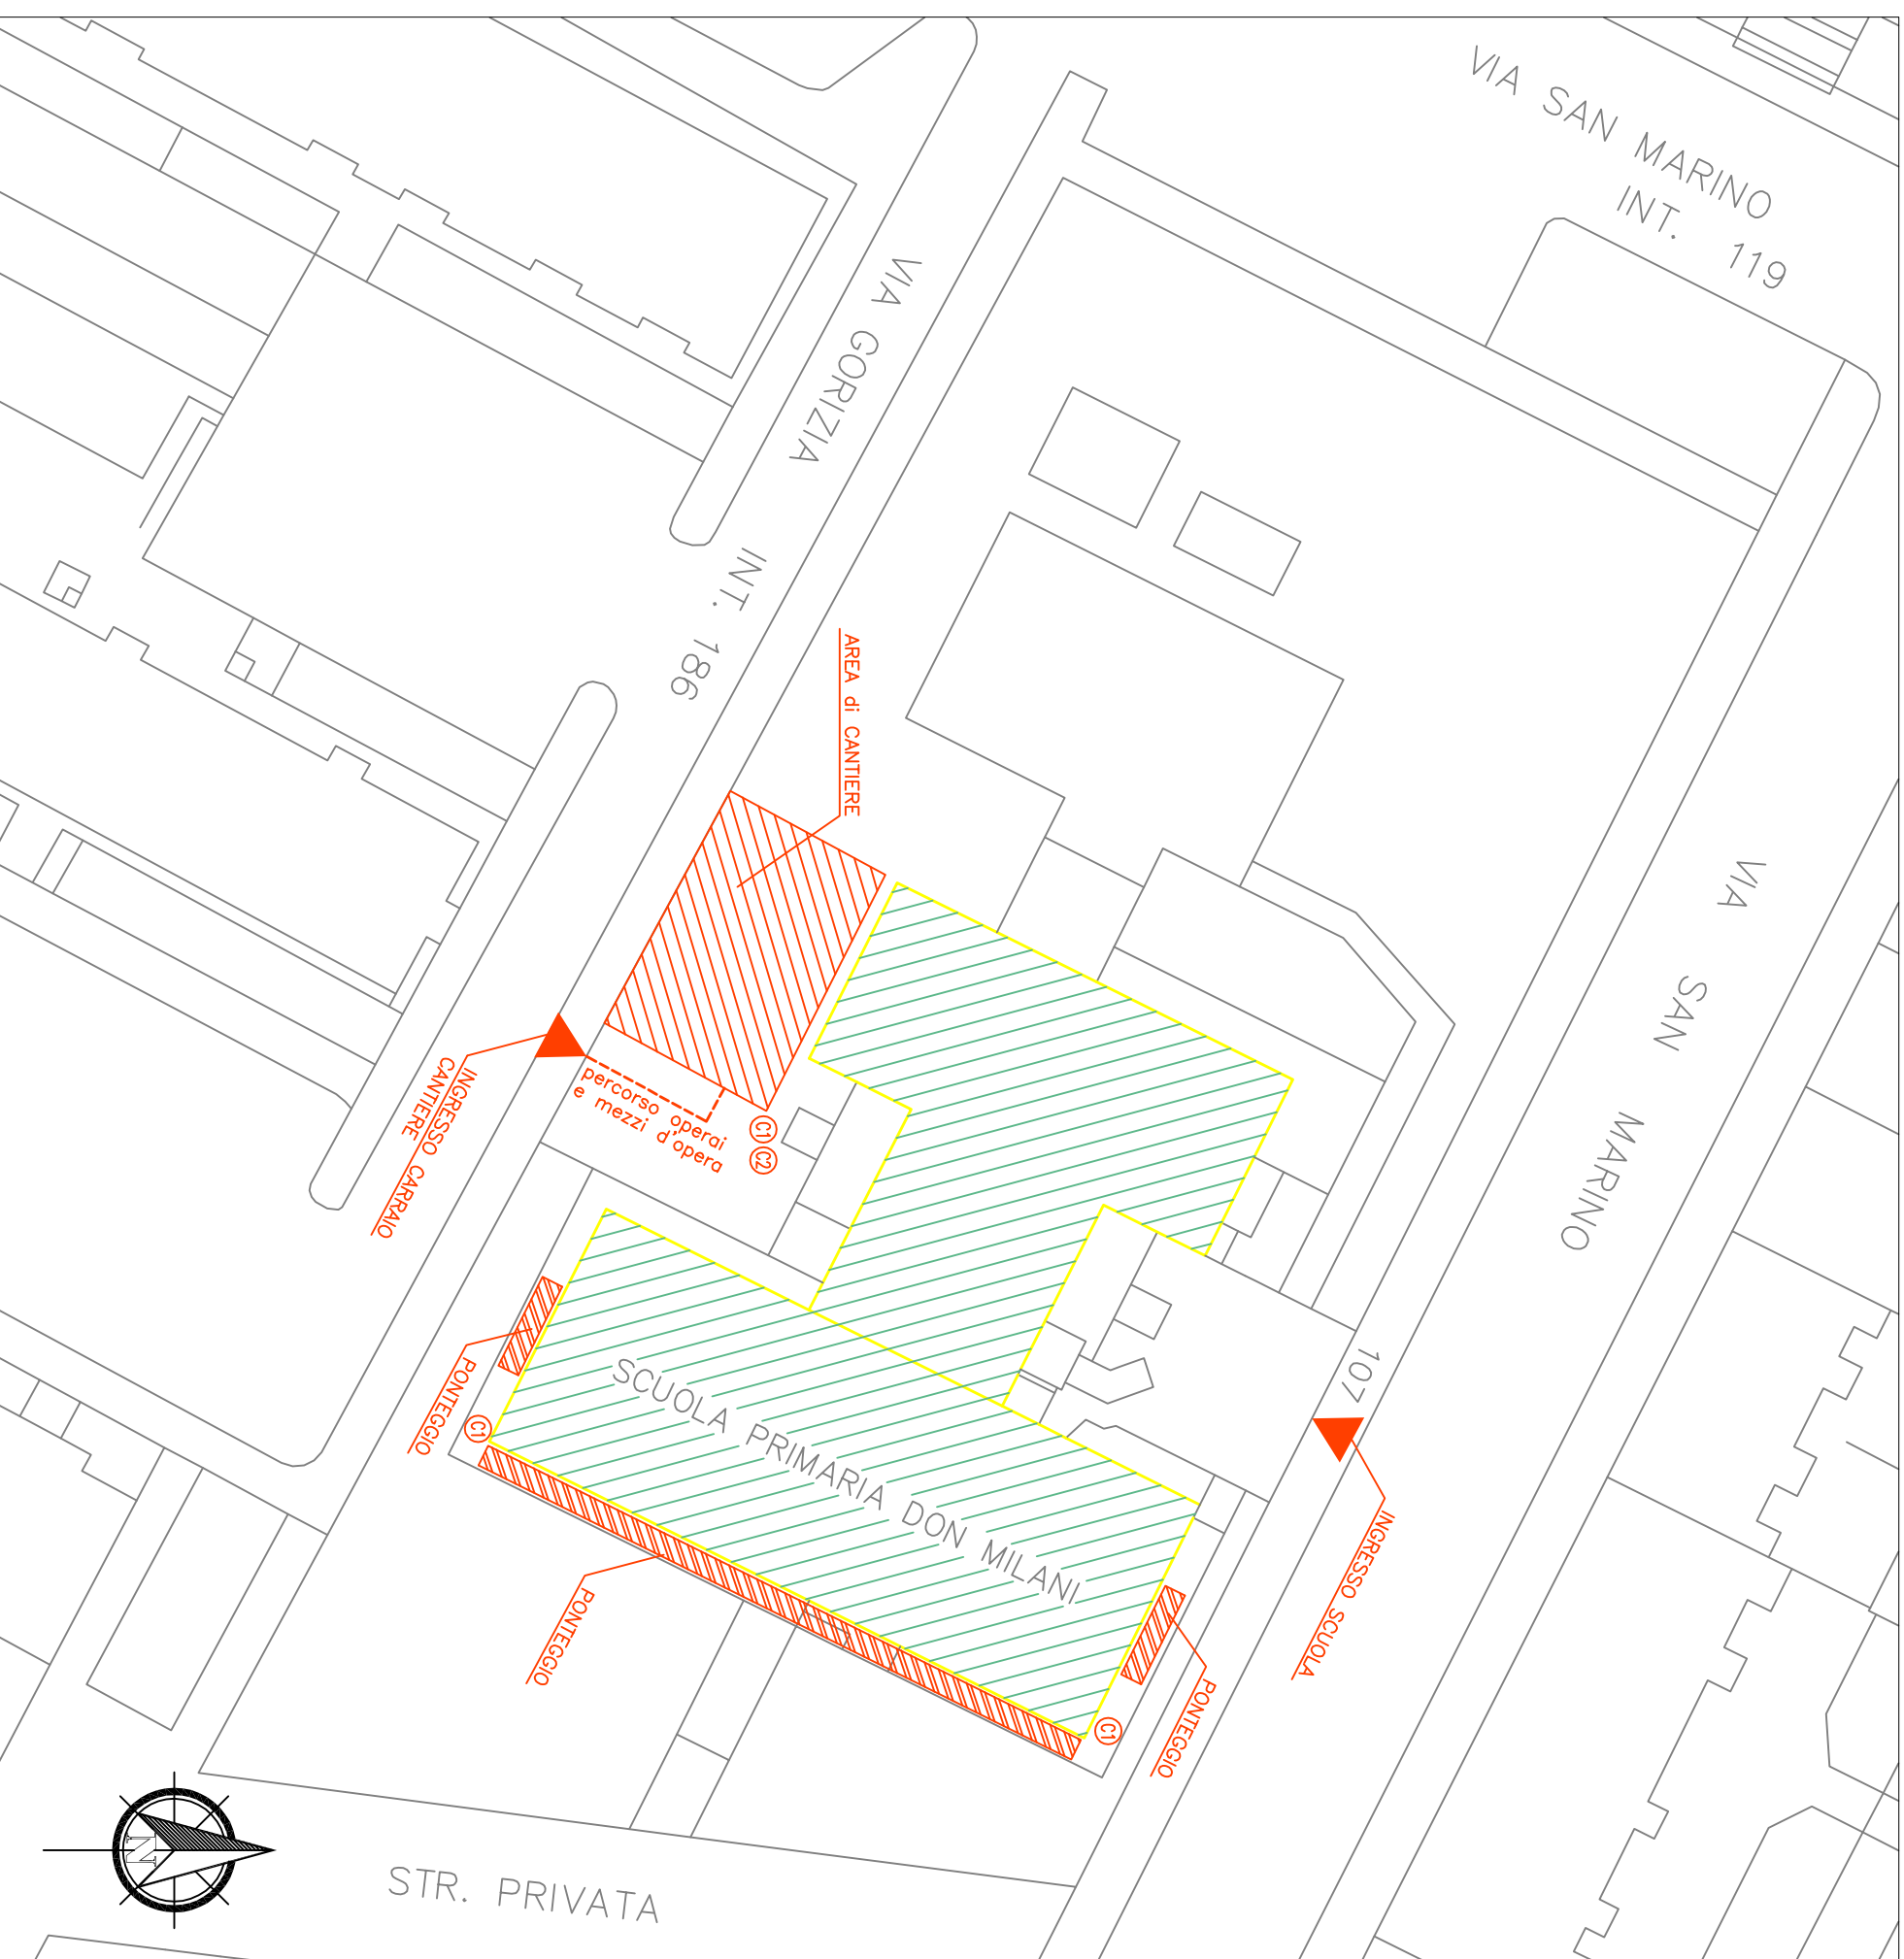 VIA SAN MARINO
INT. 119
VIA GORIZIA
INT. 186
AREA di CANTIERE
VIA SAN MARINO
107
INGRESSO CARRAIO
CANTIERE
percorso operai
e mezzi d'opera
C1
C2
PONTEGGIO
C1
SCUOLA PRIMARIA DON MILANI
INGRESSO SCUOLA
PONTEGGIO
PONTEGGIO
C1
N
STR. PRIVATA